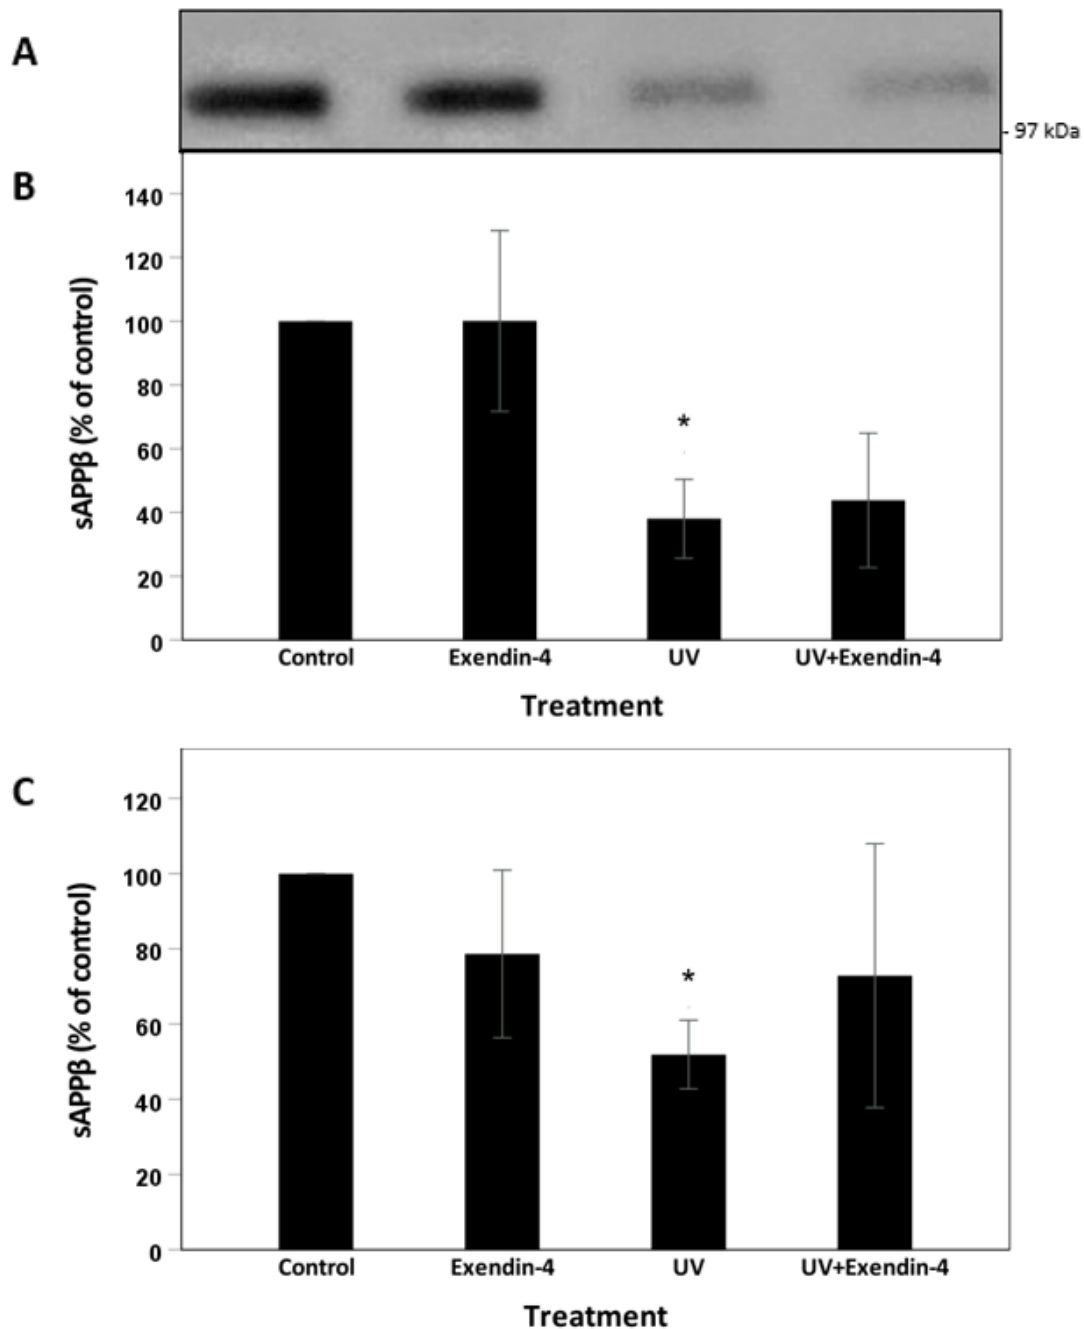 A
- 97 kDa
B
140
120
100
80
60
40
20
0
sAPPβ (% of control)
*
Control Exendin-4 UV UV+Exendin-4
Treatment
C
120
100
80
60
40
20
0
sAPPβ (% of control)
*
Control Exendin-4 UV UV+Exendin-4
Treatment